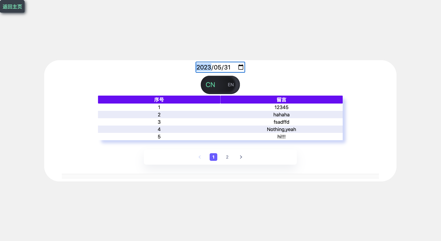 返回主页
2023/05/31
CN EN
序号 留言
1 12345
2 hahaha
3 fsadffd
4 Nothing,yeah
5 hi!!!
‹ 1 2 ›